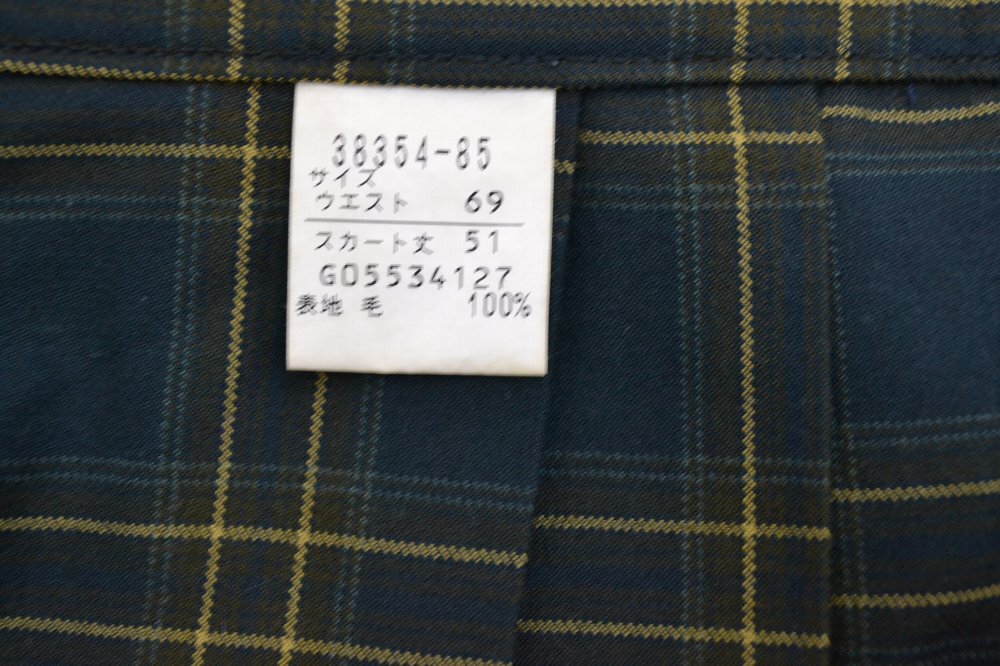 38354-85
サイズ
ウエスト 69
スカート丈 51
G05534127
表地 毛 100%